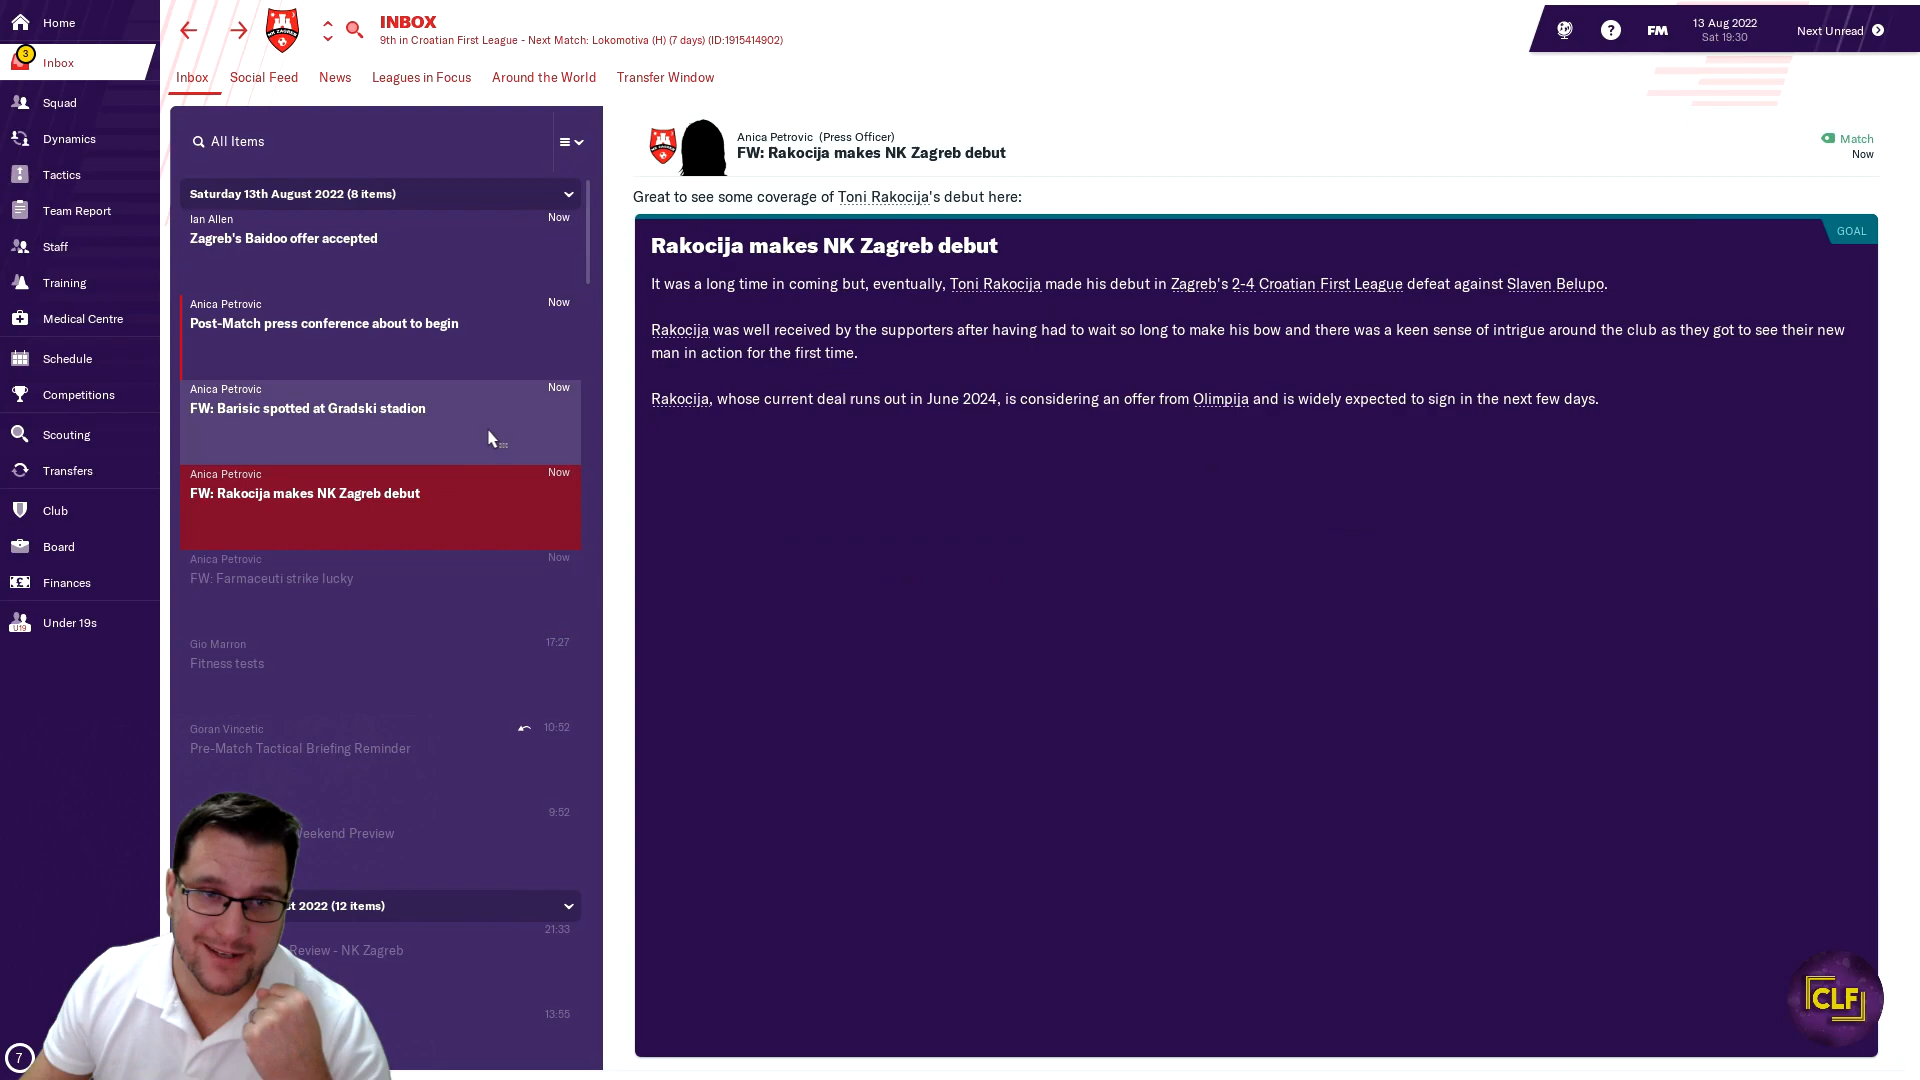 Home
3
Inbox
Squad
Dynamics
Tactics
Team Report
Staff
Training
Medical Centre
Schedule
Competitions
Scouting
Transfers
Club
Board
Finances
U19
Under 19s
7
NK ZAGREB
INBOX
9th in Croatian First League - Next Match: Lokomotiva (H) (7 days) (ID:1915414902)
?
FM
13 Aug 2022
Sat 19:30
Next Unread
Inbox
Social Feed
News
Leagues in Focus
Around the World
Transfer Window
All Items
Saturday 13th August 2022 (8 items)
Ian Allen
Now
Zagreb's Baidoo offer accepted
Anica Petrovic
Now
Post-Match press conference about to begin
Anica Petrovic
Now
FW: Barisic spotted at Gradski stadion
Anica Petrovic
Now
FW: Rakocija makes NK Zagreb debut
Anica Petrovic
Now
FW: Farmaceuti strike lucky
Gio Marron
17:27
Fitness tests
Goran Vincetic
10:52
Pre-Match Tactical Briefing Reminder
9:52
Weekend Preview
st 2022 (12 items)
21:33
Review - NK Zagreb
13:55
Anica Petrovic (Press Officer)
FW: Rakocija makes NK Zagreb debut
Match
Now
Great to see some coverage of Toni Rakocija's debut here:
GOAL
Rakocija makes NK Zagreb debut
It was a long time in coming but, eventually, Toni Rakocija made his debut in Zagreb's 2-4 Croatian First League defeat against Slaven Belupo.
Rakocija was well received by the supporters after having had to wait so long to make his bow and there was a keen sense of intrigue around the club as they got to see their new
man in action for the first time.
Rakocija, whose current deal runs out in June 2024, is considering an offer from Olimpija and is widely expected to sign in the next few days.
CLF